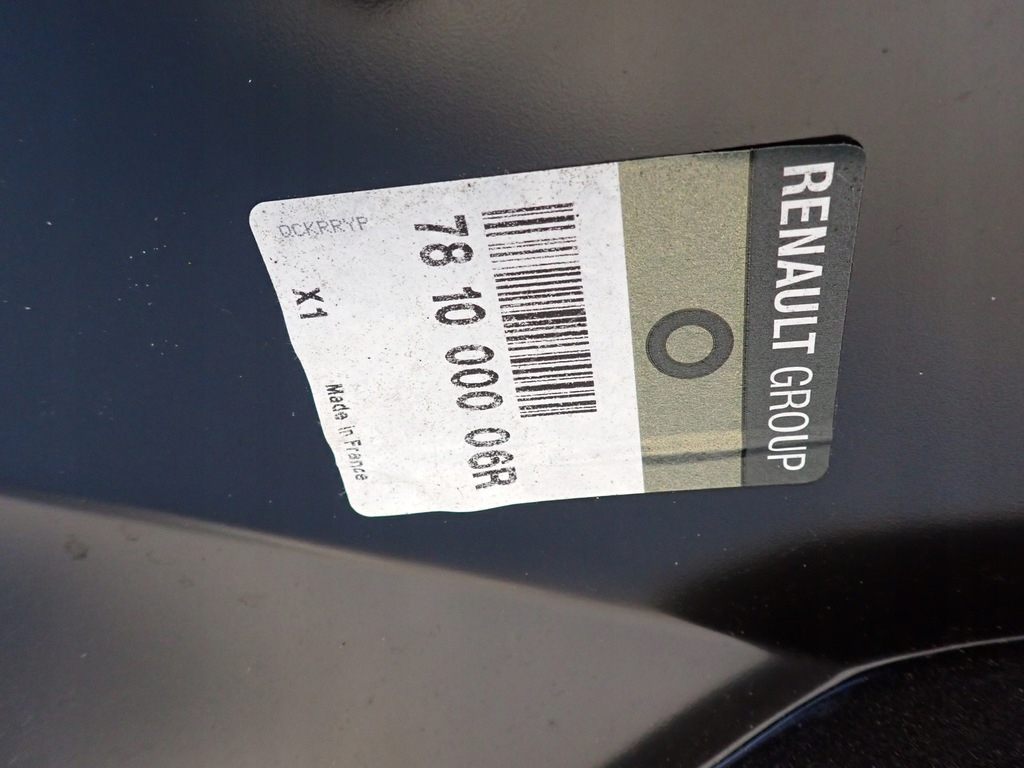 RENAULT GROUP
78 10 000 06R
DCKRRYP
X1
Made in France